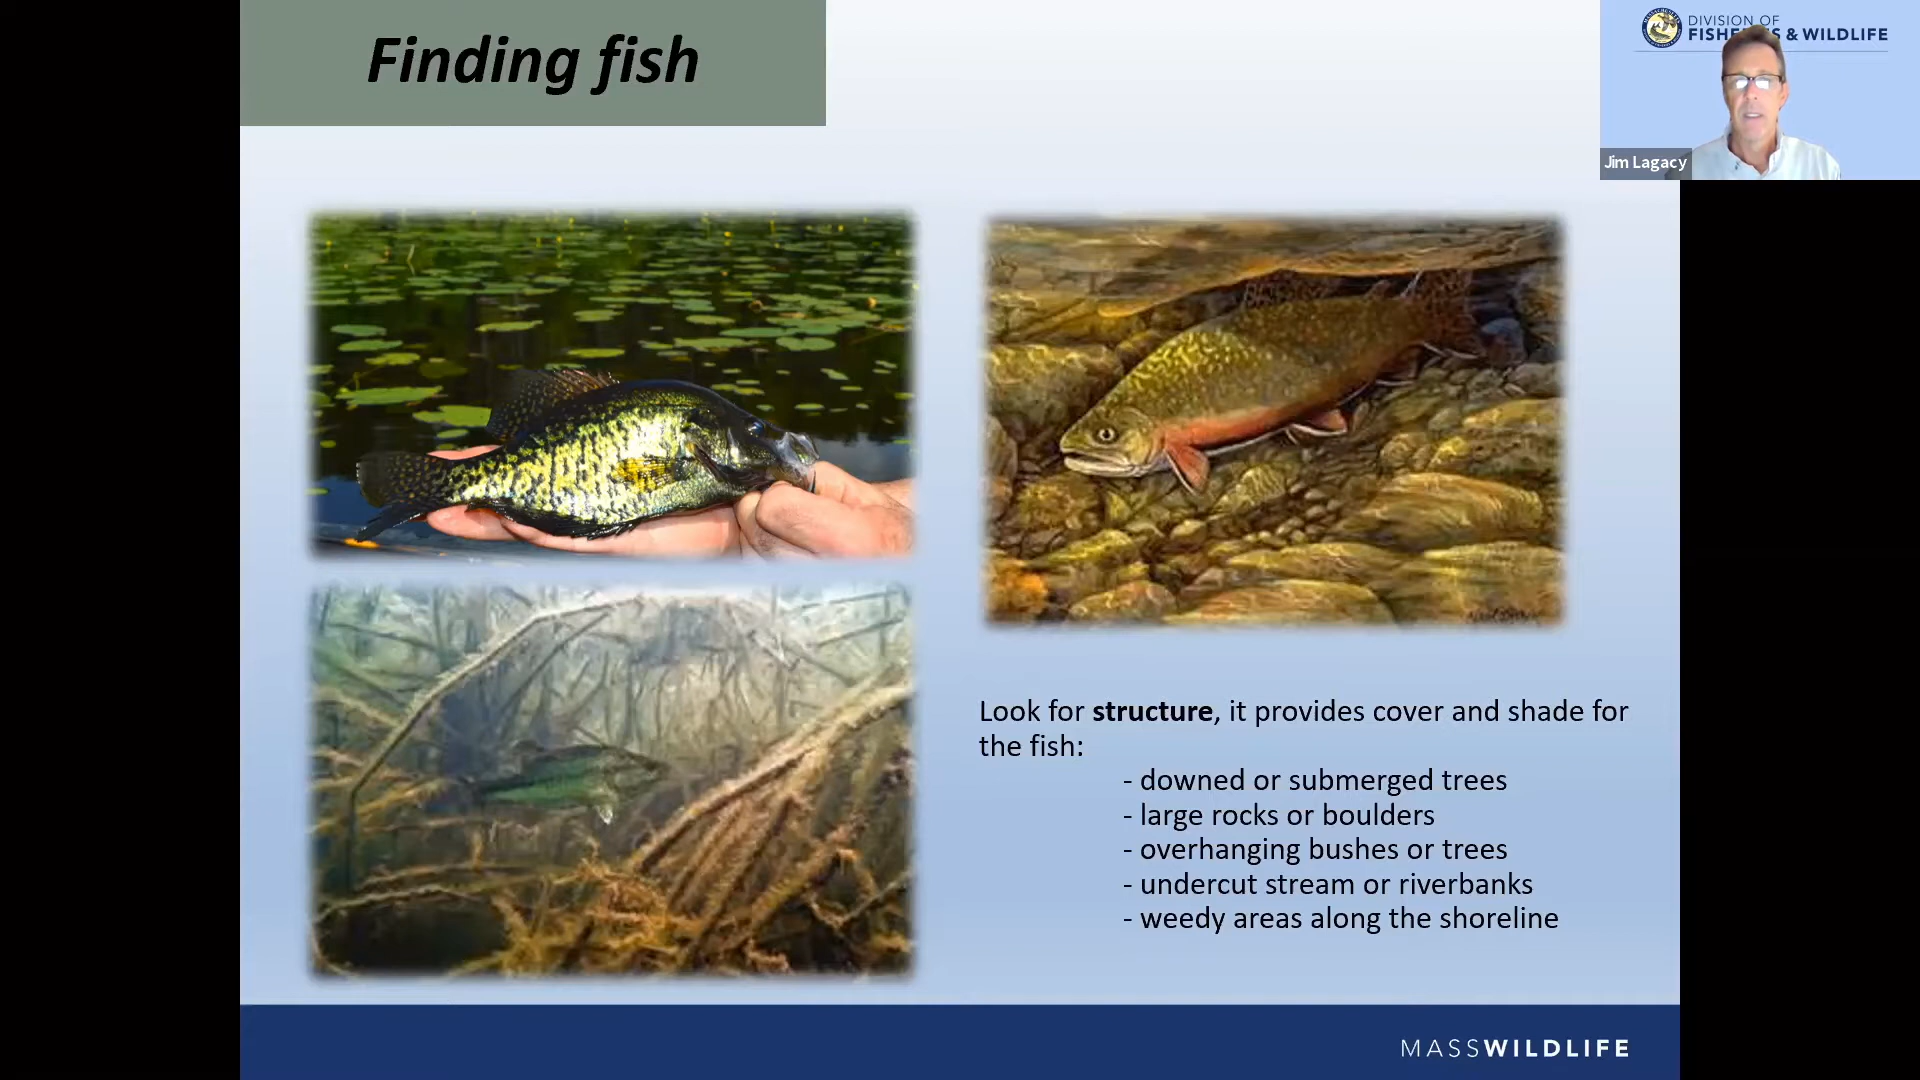 Finding fish
DIVISION OF
& WILDLIFE
Jim Lagacy
Look for structure, it provides cover and shade for
the fish:
- downed or submerged trees
- large rocks or boulders
- overhanging bushes or trees
- undercut stream or riverbanks
- weedy areas along the shoreline
MASSWILDLIFE